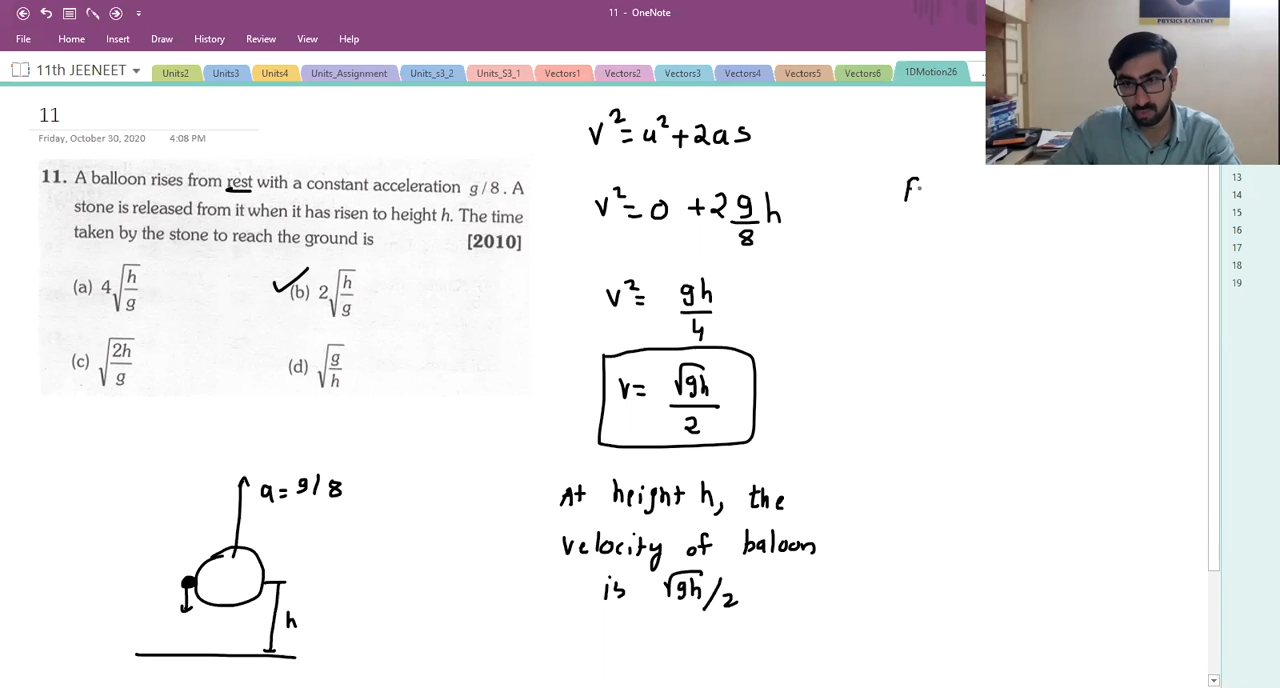 11 - OneNote
File Home Insert Draw History Review View Help
PHYSICS ACADEMY
11th JEENEET
Units2 Units3 Units4 Units_Assignment Units_s3_2 Units_S3_1 Vectors1 Vectors2 Vectors3 Vectors4 Vectors5 Vectors6 1DMotion26 ...
11
Friday, October 30, 2020 4:08 PM
11. A balloon rises from rest with a constant acceleration g/8. A
stone is released from it when it has risen to height h. The time
taken by the stone to reach the ground is [2010]
(a) 4√(h/g) (b) 2√(h/g)
(c) √(2h/g) (d) √(g/h)
a = g/8
h
v² = u² + 2as
v² = 0 + 2 g/8 h
v² = gh/4
v = √gh/2
At height h, the
velocity of baloon
is √gh/2
F
13
14
15
16
17
18
19